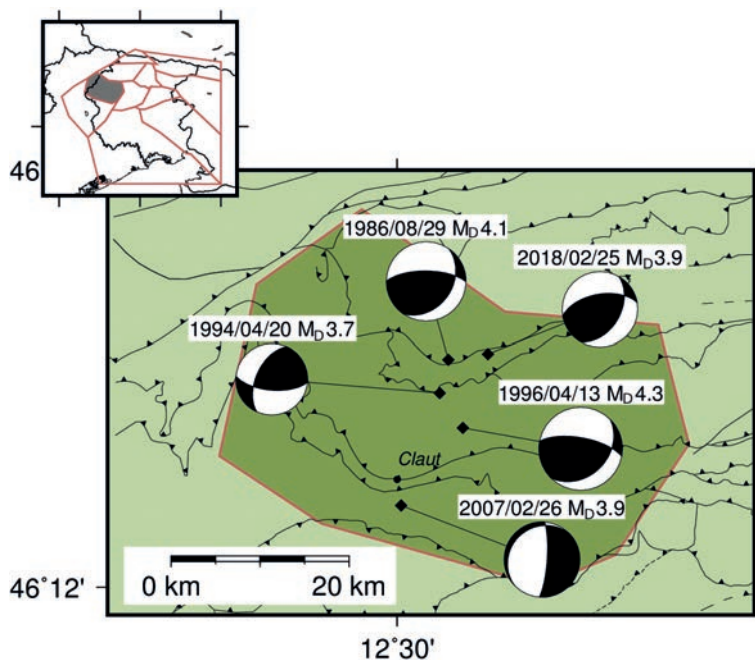 46
1986/08/29 MD4.1
2018/02/25 MD3.9
1994/04/20 MD3.7
1996/04/13 MD4.3
Claut
2007/02/26 MD3.9
0 km 20 km
46°12'
12°30'